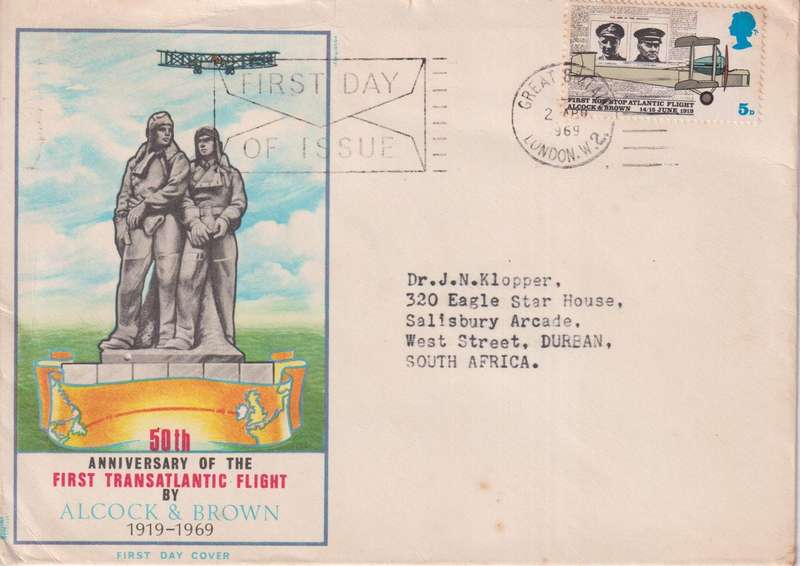 FIRST DAY
OF ISSUE
GREAT
LONDON. W.2.
2 APR
1969
FIRST NON-STOP ATLANTIC FLIGHT
ALCOCK & BROWN 14/15 JUNE, 1919
5D
Dr.J.N.Klopper,
320 Eagle Star House,
Salisbury Arcade,
West Street, DURBAN,
SOUTH AFRICA.
50th
ANNIVERSARY OF THE
FIRST TRANSATLANTIC FLIGHT
BY
ALCOCK & BROWN
1919-1969
FIRST DAY COVER